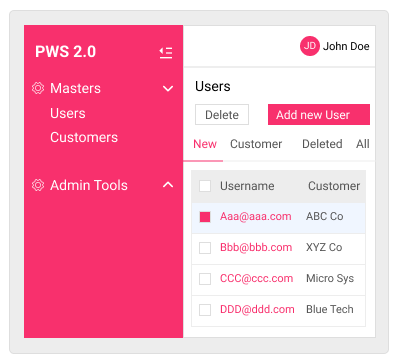 PWS 2.0
Masters
Users
Customers
Admin Tools
JD John Doe
Users
Delete Add new User
New Customer Deleted All
Username Customer
Aaa@aaa.com ABC Co
Bbb@bbb.com XYZ Co
CCC@ccc.com Micro Sys
DDD@ddd.com Blue Tech